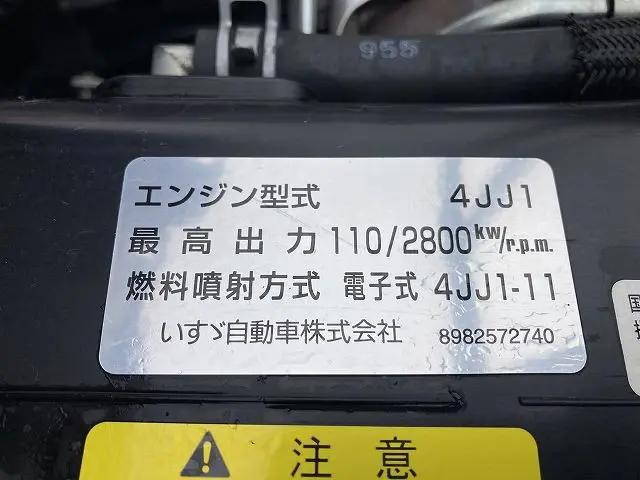 955
エンジン型式 4JJ1
最高出力 110/2800 kw/r.p.m.
燃料噴射方式 電子式 4JJ1-11
いすゞ自動車株式会社 8982572740
国
⚠ 注意